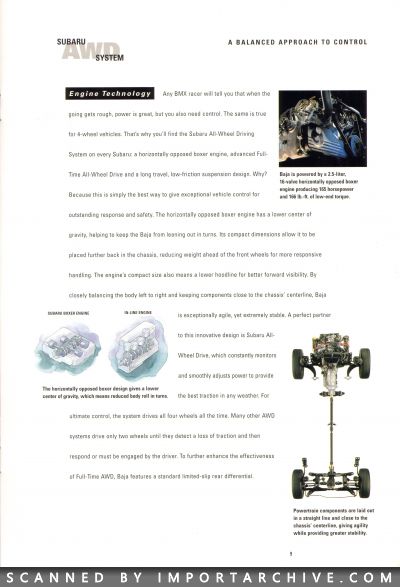 SUBARU
AWD
SYSTEM
A BALANCED APPROACH TO CONTROL
Engine Technology Any BMX racer will tell you that when the
going gets rough, power is great, but you also need control. The same is true
for 4-wheel vehicles. That's why you'll find the Subaru All-Wheel Driving
System on every Subaru: a horizontally opposed boxer engine, advanced Full-
Time All-Wheel Drive and a long travel, low-friction suspension design. Why?
Because this is simply the best way to give exceptional vehicle control for
outstanding response and safety. The horizontally opposed boxer engine has a lower center of
gravity, helping to keep the Baja from leaning out in turns. Its compact dimensions allow it to be
placed further back in the chassis, reducing weight ahead of the front wheels for more responsive
handling. The engine's compact size also means a lower hoodline for better forward visibility. By
closely balancing the body left to right and keeping components close to the chassis' centerline, Baja
is exceptionally agile, yet extremely stable. A perfect partner
to this innovative design is Subaru All-
Wheel Drive, which constantly monitors
and smoothly adjusts power to provide
the best traction in any weather. For
ultimate control, the system drives all four wheels all the time. Many other AWD
systems drive only two wheels until they detect a loss of traction and then
respond or must be engaged by the driver. To further enhance the effectiveness
of Full-Time AWD, Baja features a standard limited-slip rear differential.
Baja is powered by a 2.5-liter,
16-valve horizontally opposed boxer
engine producing 165 horsepower
and 166 lb.-ft. of low-end torque.
SUBARU BOXER ENGINE
IN-LINE ENGINE
The horizontally opposed boxer design gives a lower
center of gravity, which means reduced body roll in turns.
Powertrain components are laid out
in a straight line and close to the
chassis' centerline, giving agility
while providing greater stability.
9
SCANNED BY IMPORTARCHIVE.COM